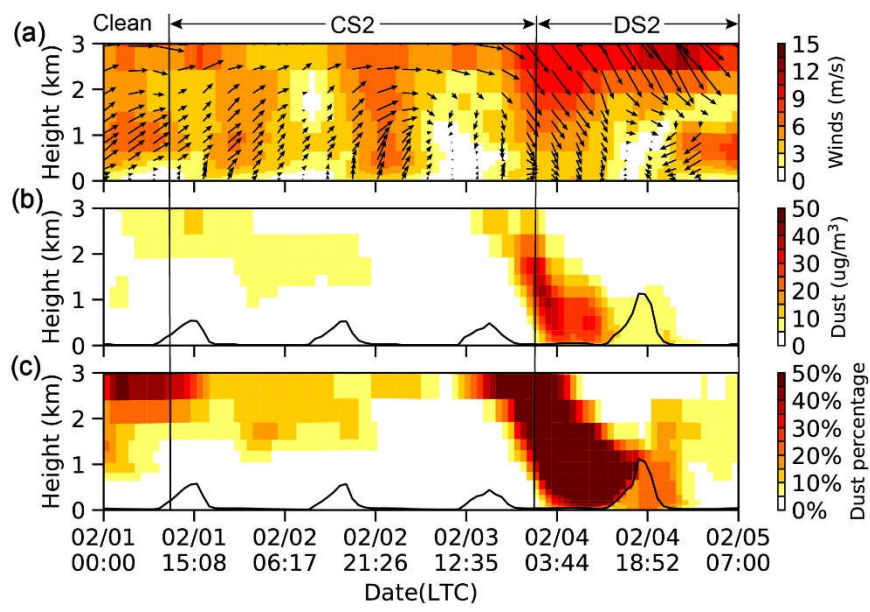 Clean CS2 DS2
(a)
Height (km)
3
2
1
0
15
12
9
6
3
0
Winds (m/s)
(b)
Height (km)
3
2
1
0
50
40
30
20
10
0
Dust (ug/m³)
(c)
Height (km)
3
2
1
0
50%
40%
30%
20%
10%
0%
Dust percentage
02/01 02/01 02/02 02/02 02/03 02/04 02/04 02/05
00:00 15:08 06:17 21:26 12:35 03:44 18:52 07:00
Date(LTC)